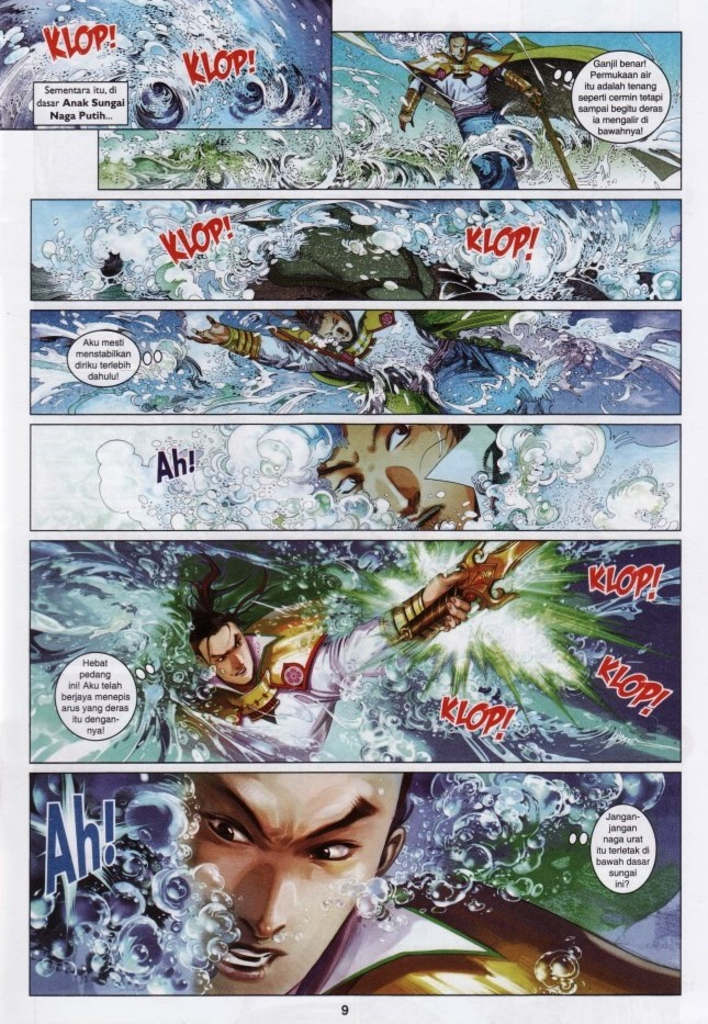 KLOP!
KLOP!
Sementara itu, di
dasar Anak Sungai
Naga Putih...
Ganjil benar!
Permukaan air
itu adalah tenang
seperti cermin tetapi
sampai begitu deras
ia mengalir di
bawahnya!
KLOP!
KLOP!
Aku mesti
menstabilkan
diriku terlebih
dahulu!
Ah!
KLOP!
Hebat
pedang
ini! Aku telah
berjaya menepis
arus yang deras
itu dengan-
nya!
KLOP!
KLOP!
Ah!
Jangan-
jangan
naga urat
itu terletak di
bawah dasar
sungai
ini?
9